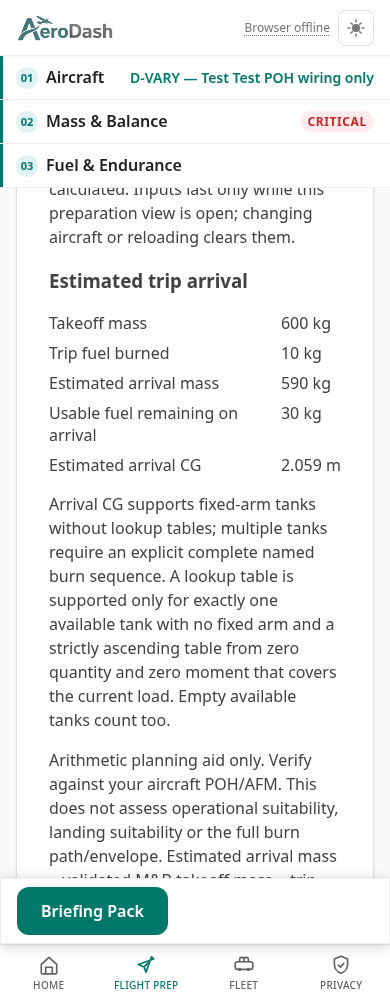 AeroDash
Browser offline
01 Aircraft D-VARY — Test Test POH wiring only
02 Mass & Balance CRITICAL
03 Fuel & Endurance
calculated. Inputs last only while this
preparation view is open; changing
aircraft or reloading clears them.
Estimated trip arrival
Takeoff mass 600 kg
Trip fuel burned 10 kg
Estimated arrival mass 590 kg
Usable fuel remaining on 30 kg
arrival
Estimated arrival CG 2.059 m
Arrival CG supports fixed-arm tanks
without lookup tables; multiple tanks
require an explicit complete named
burn sequence. A lookup table is
supported only for exactly one
available tank with no fixed arm and a
strictly ascending table from zero
quantity and zero moment that covers
the current load. Empty available
tanks count too.
Arithmetic planning aid only. Verify
against your aircraft POH/AFM. This
does not assess operational suitability,
landing suitability or the full burn
path/envelope. Estimated arrival mass
Briefing Pack
HOME FLIGHT PREP FLEET PRIVACY